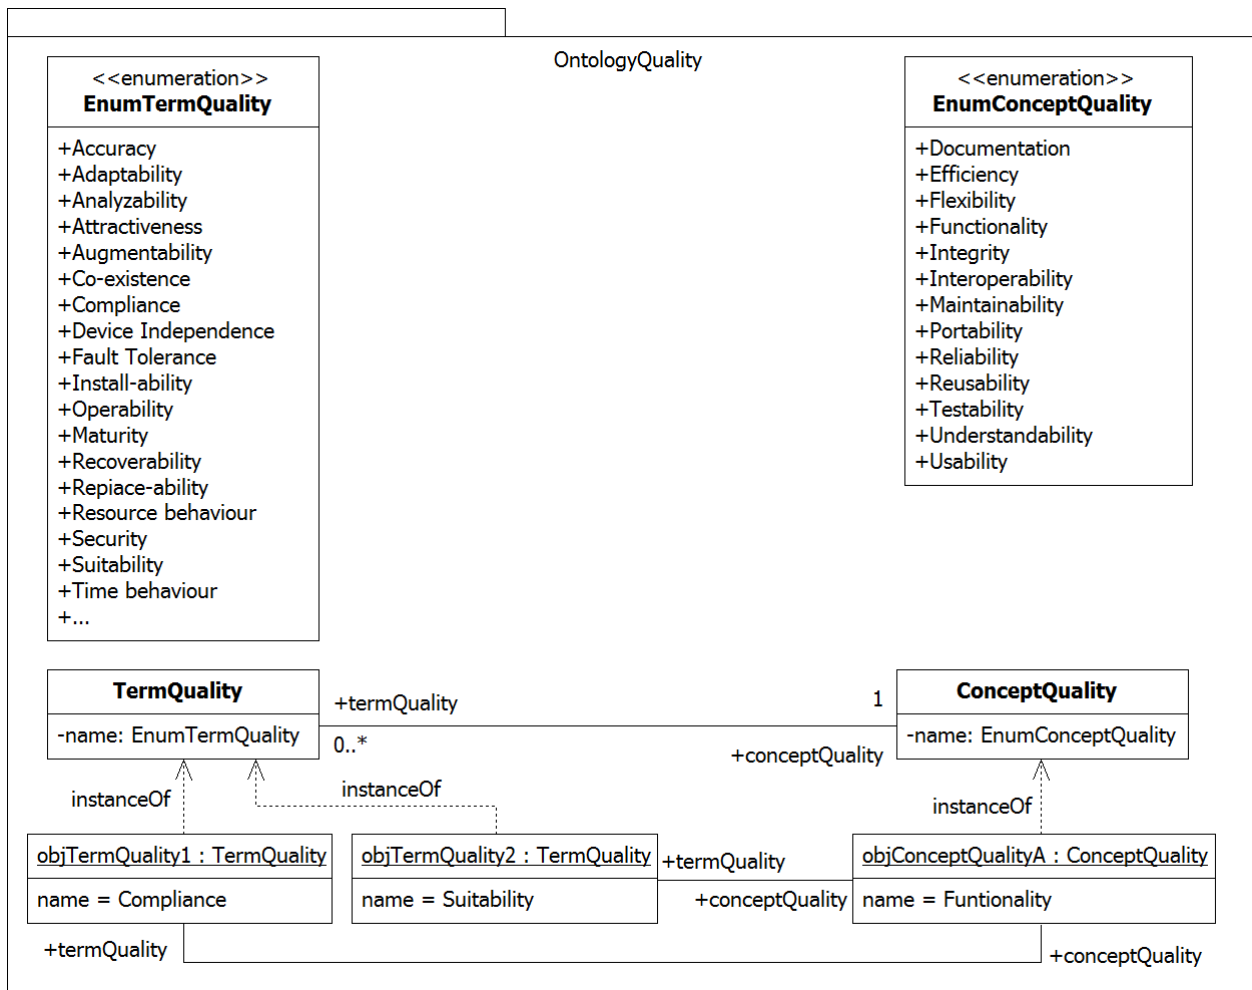 OntologyQuality
<<enumeration>>
EnumTermQuality
+Accuracy
+Adaptability
+Analyzability
+Attractiveness
+Augmentability
+Co-existence
+Compliance
+Device Independence
+Fault Tolerance
+Install-ability
+Operability
+Maturity
+Recoverability
+Repiace-ability
+Resource behaviour
+Security
+Suitability
+Time behaviour
+...
<<enumeration>>
EnumConceptQuality
+Documentation
+Efficiency
+Flexibility
+Functionality
+Integrity
+Interoperability
+Maintainability
+Portability
+Reliability
+Reusability
+Testability
+Understandability
+Usability
TermQuality
-name: EnumTermQuality
+termQuality
0..*
1
+conceptQuality
ConceptQuality
-name: EnumConceptQuality
instanceOf
instanceOf
instanceOf
objTermQuality1 : TermQuality
name = Compliance
objTermQuality2 : TermQuality
name = Suitability
+termQuality
+conceptQuality
objConceptQualityA : ConceptQuality
name = Funtionality
+termQuality
+conceptQuality